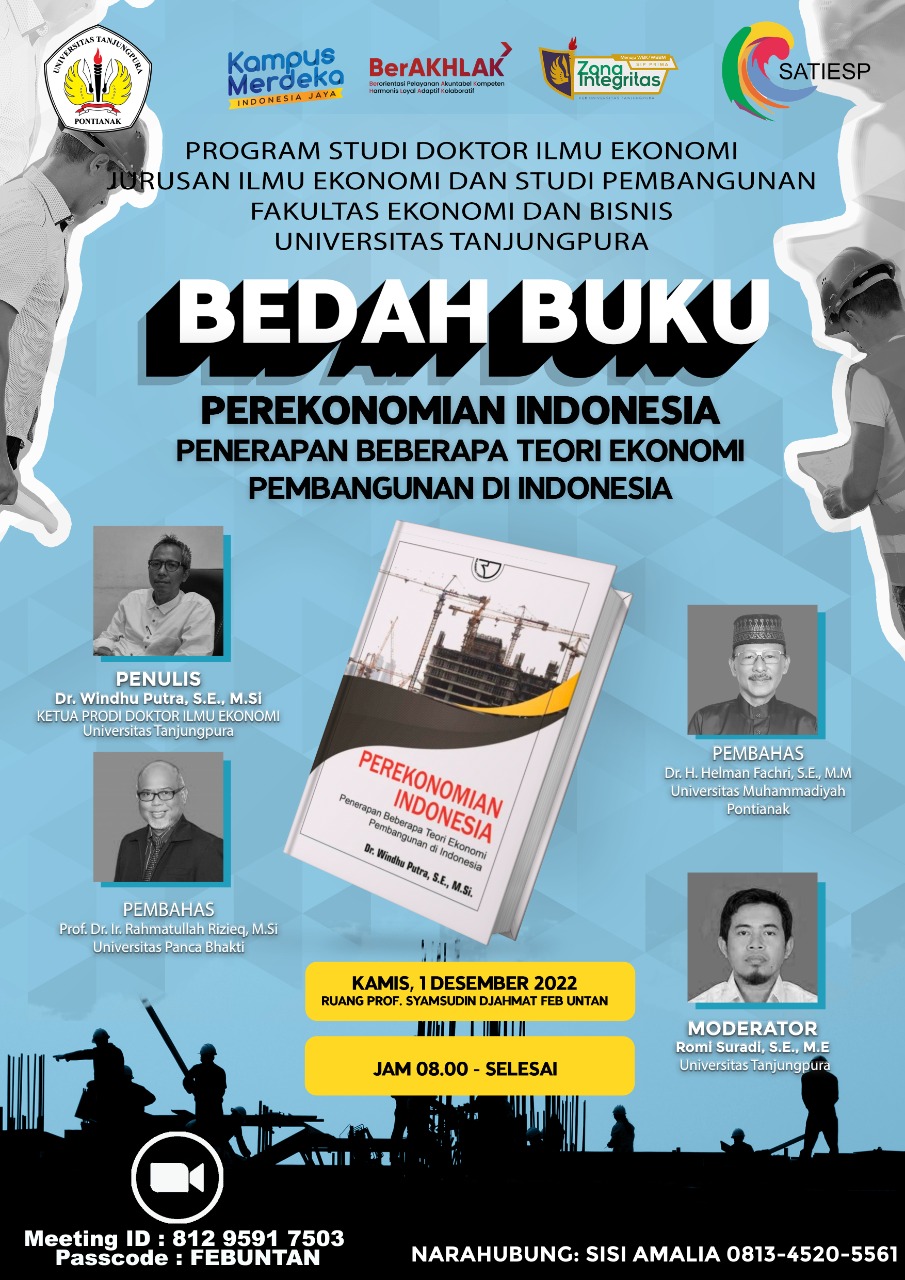 UNIVERSITAS TANJUNGPURA
PONTIANAK
Kampus
Merdeka
INDONESIA JAYA
BerAKHLAK
Berorientasi Pelayanan Akuntabel Kompeten
Harmonis Loyal Adaptif Kolaboratif
Zona
Integritas
SATIESP
PROGRAM STUDI DOKTOR ILMU EKONOMI
JURUSAN ILMU EKONOMI DAN STUDI PEMBANGUNAN
FAKULTAS EKONOMI DAN BISNIS
UNIVERSITAS TANJUNGPURA
BEDAH BUKU
PEREKONOMIAN INDONESIA
PENERAPAN BEBERAPA TEORI EKONOMI
PEMBANGUNAN DI INDONESIA
PENULIS
Dr. Windhu Putra, S.E., M.Si
KETUA PRODI DOKTOR ILMU EKONOMI
Universitas Tanjungpura
PEMBAHAS
Prof. Dr. Ir. Rahmatullah Rizieq, M.Si
Universitas Panca Bhakti
PEREKONOMIAN
INDONESIA
Penerapan Beberapa Teori Ekonomi
Pembangunan di Indonesia
Dr. Windhu Putra, S.E., M.Si.
PEMBAHAS
Dr. H. Helman Fachri, S.E., M.M
Universitas Muhammadiyah
Pontianak
MODERATOR
Romi Suradi, S.E., M.E
Universitas Tanjungpura
KAMIS, 1 DESEMBER 2022
RUANG PROF. SYAMSUDIN DJAHMAT FEB UNTAN
JAM 08.00 - SELESAI
Meeting ID : 812 9591 7503
Passcode : FEBUNTAN
NARAHUBUNG: SISI AMALIA 0813-4520-5561